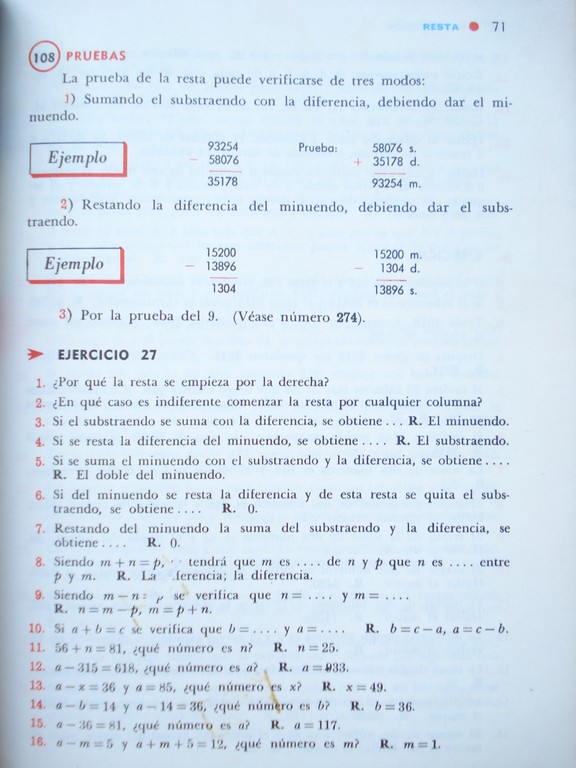 RESTA ● 71
108 PRUEBAS
La prueba de la resta puede verificarse de tres modos:
1) Sumando el substraendo con la diferencia, debiendo dar el mi-
nuendo.
Ejemplo
93254
− 58076
35178
Prueba: 58076 s.
+ 35178 d.
93254 m.
2) Restando la diferencia del minuendo, debiendo dar el subs-
traendo.
Ejemplo
15200
− 13896
1304
15200 m.
− 1304 d.
13896 s.
3) Por la prueba del 9. (Véase número 274).
➤ EJERCICIO 27
1. ¿Por qué la resta se empieza por la derecha?
2. ¿En qué caso es indiferente comenzar la resta por cualquier columna?
3. Si el substraendo se suma con la diferencia, se obtiene... R. El minuendo.
4. Si se resta la diferencia del minuendo, se obtiene.... R. El substraendo.
5. Si se suma el minuendo con el substraendo y la diferencia, se obtiene....
R. El doble del minuendo.
6. Si del minuendo se resta la diferencia y de esta resta se quita el subs-
traendo, se obtiene.... R. 0.
7. Restando del minuendo la suma del substraendo y la diferencia, se
obtiene.... R. 0.
8. Siendo m + n = p, tendrá que m es .... de n y p que n es .... entre
p y m. R. La ferencia; la diferencia.
9. Siendo m − n = p se verifica que n = .... y m = ....
R. n = m − p, m = p + n.
10. Si a + b = c se verifica que b = .... y a = .... R. b = c − a, a = c − b.
11. 56 + n = 81, ¿qué número es n? R. n = 25.
12. a − 315 = 618, ¿qué número es a? R. a = 933.
13. a − x = 36 y a = 85, ¿qué número es x? R. x = 49.
14. a − b = 14 y a − 14 = 36, ¿qué número es b? R. b = 36.
15. a − 36 = 81, ¿qué número es a? R. a = 117.
16. a − m = 5 y a + m + 5 = 12, ¿qué número es m? R. m = 1.